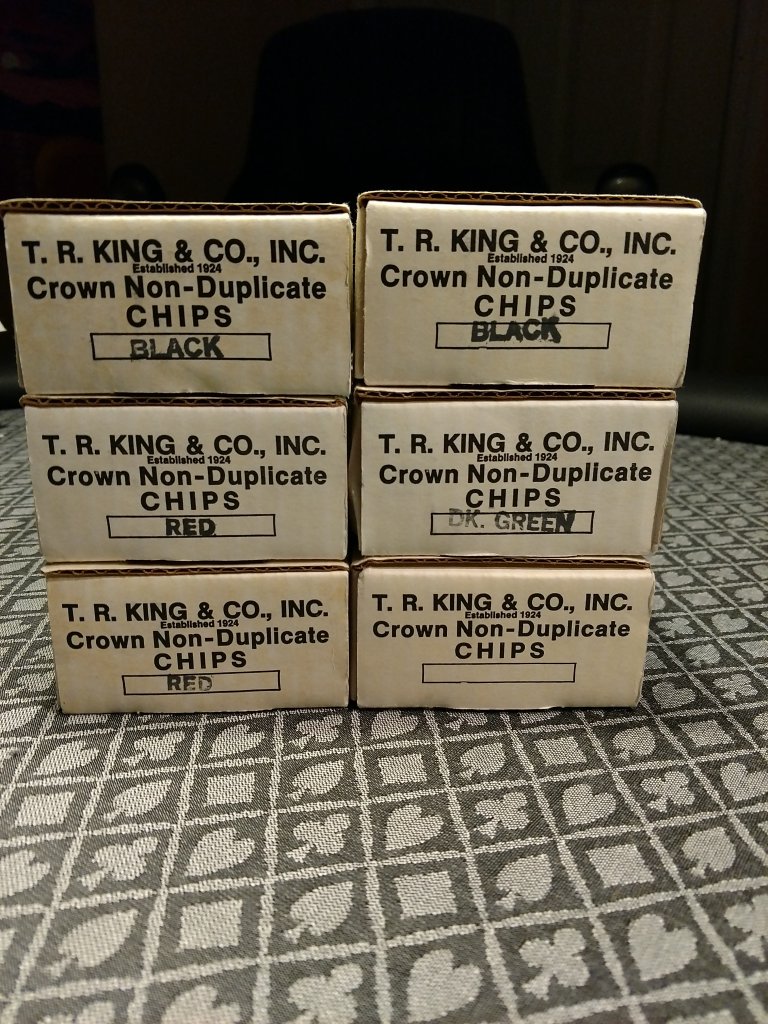 T. R. KING & CO., INC.
Established 1924
Crown Non-Duplicate
CHIPS
BLACK
T. R. KING & CO., INC.
Established 1924
Crown Non-Duplicate
CHIPS
BLACK
T. R. KING & CO., INC.
Established 1924
Crown Non-Duplicate
CHIPS
RED
T. R. KING & CO., INC.
Established 1924
Crown Non-Duplicate
CHIPS
DK. GREEN
T. R. KING & CO., INC.
Established 1924
Crown Non-Duplicate
CHIPS
RED
T. R. KING & CO., INC.
Established 1924
Crown Non-Duplicate
CHIPS